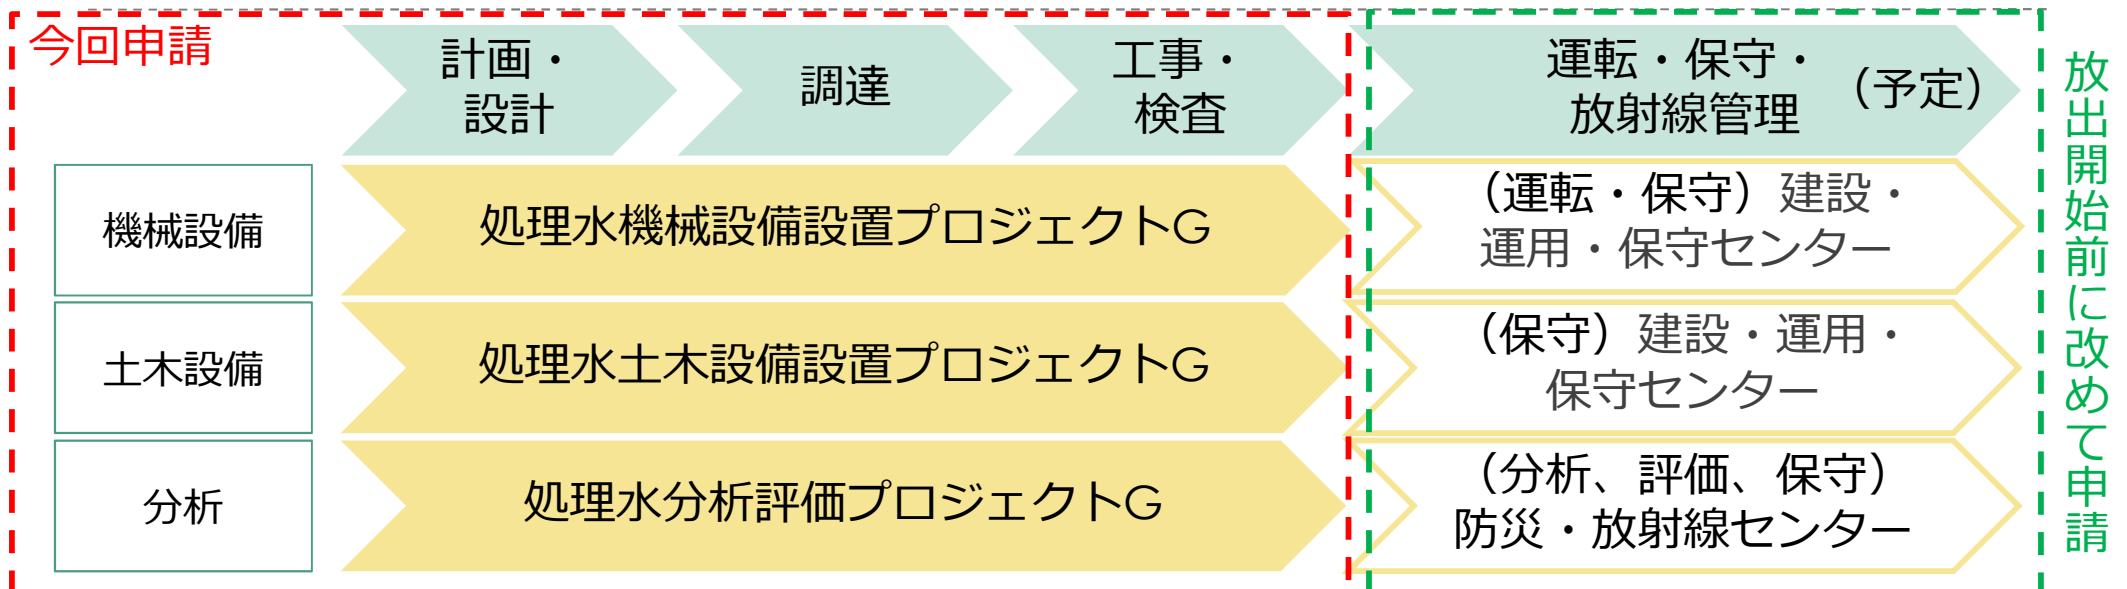 今回申請
計画・
設計
調達
工事・
検査
運転・保守・
放射線管理
（予定）
機械設備
処理水機械設備設置プロジェクトG
（運転・保守）建設・
運用・保守センター
土木設備
処理水土木設備設置プロジェクトG
（保守）建設・運用・
保守センター
分析
処理水分析評価プロジェクトG
（分析、評価、保守）
防災・放射線センター
放出開始前に改めて申請